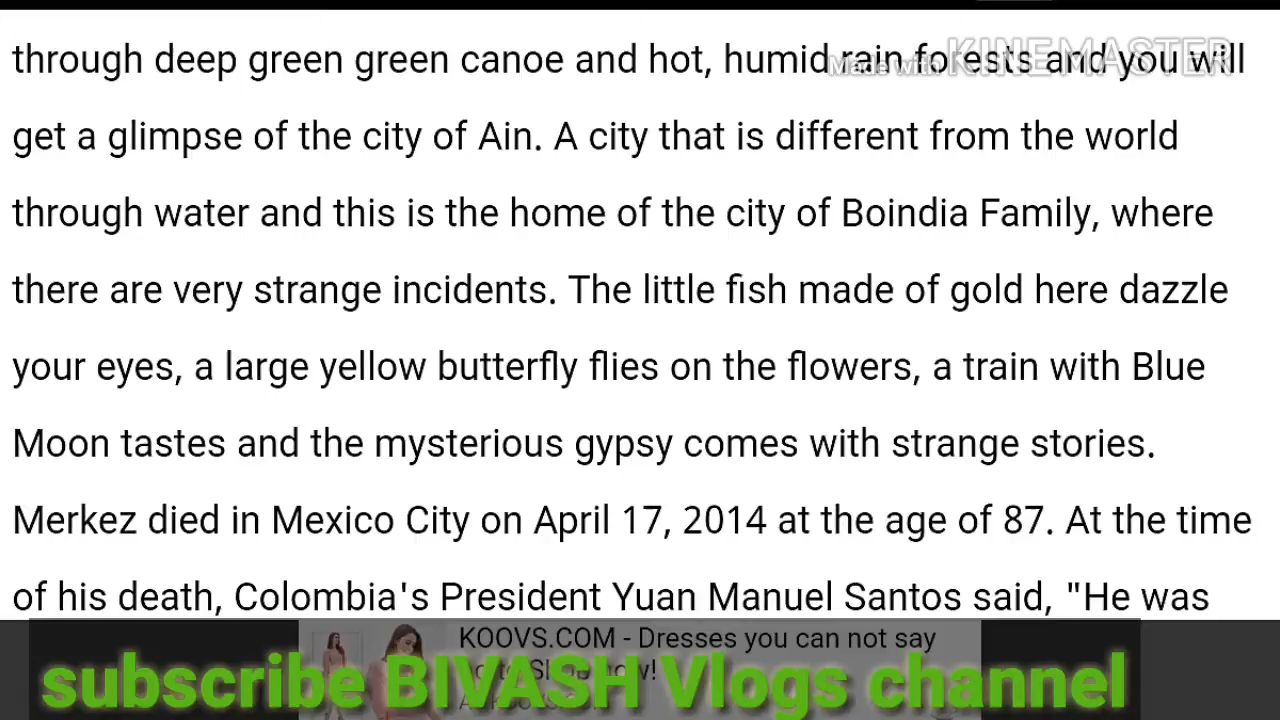 through deep green green canoe and hot, humid rain forests and you will
Made with KINEMASTER
get a glimpse of the city of Ain. A city that is different from the world
through water and this is the home of the city of Boindia Family, where
there are very strange incidents. The little fish made of gold here dazzle
your eyes, a large yellow butterfly flies on the flowers, a train with Blue
Moon tastes and the mysterious gypsy comes with strange stories.
Merkez died in Mexico City on April 17, 2014 at the age of 87. At the time
of his death, Colombia's President Yuan Manuel Santos said, "He was
KOOVS.COM - Dresses you can not say
subscribe BIVASH Vlogs channel